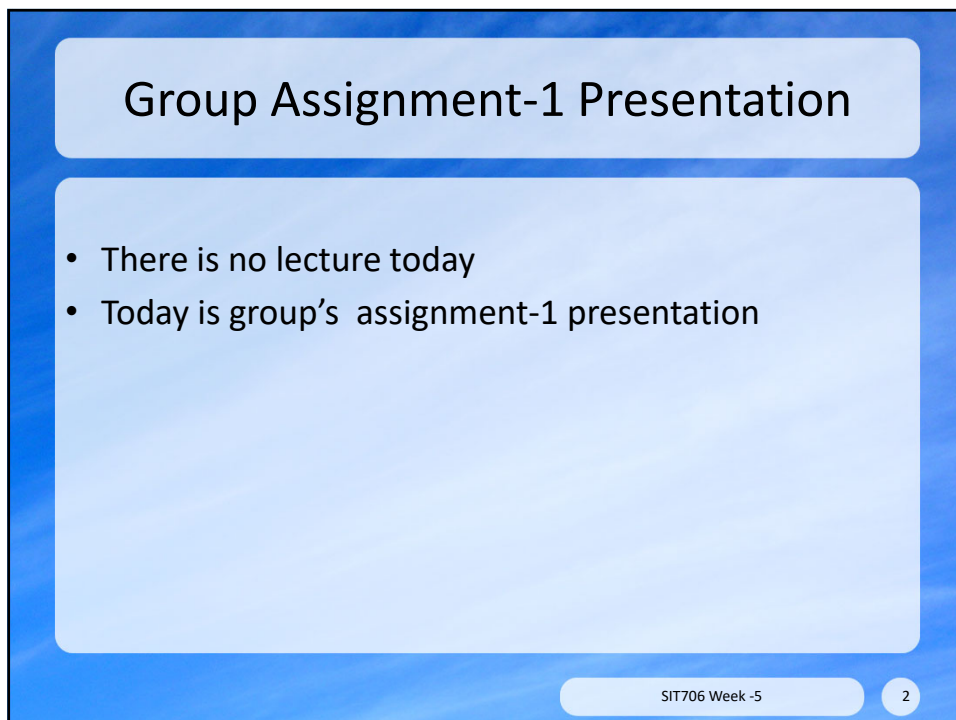 Group Assignment-1 Presentation
• There is no lecture today
• Today is group’s  assignment-1 presentation
SIT706 Week -5
2